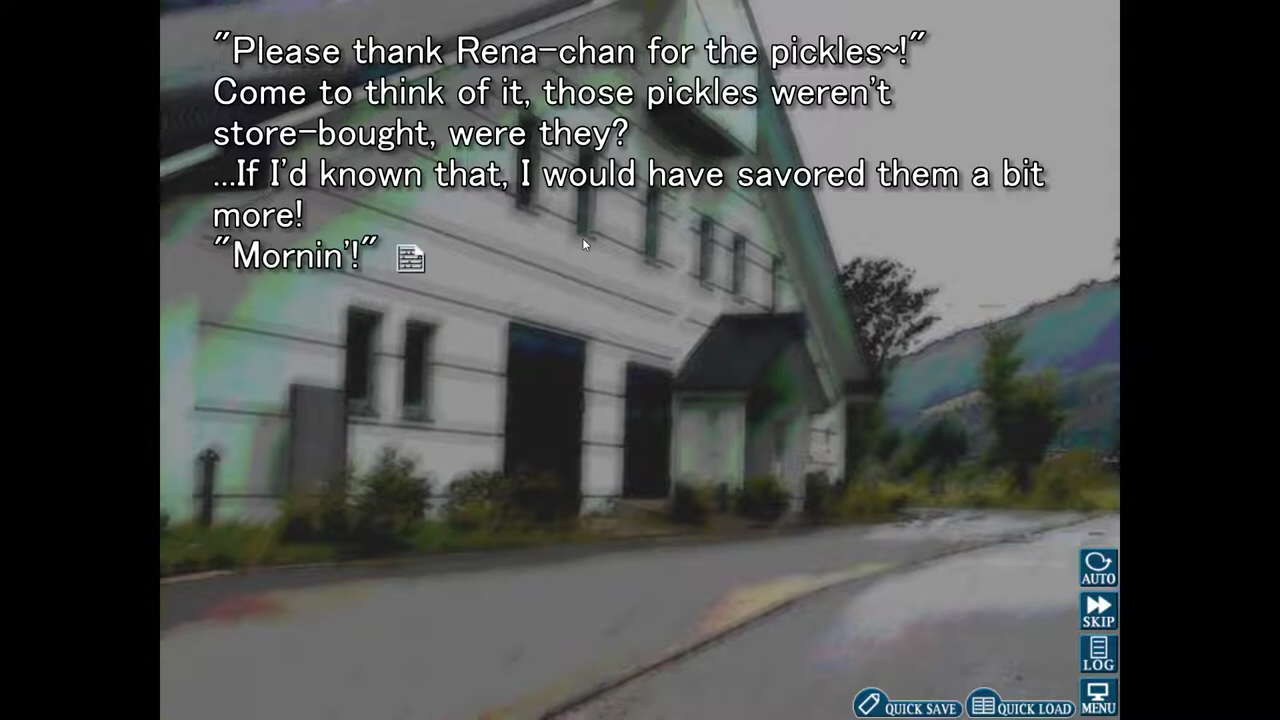 "Please thank Rena-chan for the pickles~!"
Come to think of it, those pickles weren't
store-bought, were they?
...If I'd known that, I would have savored them a bit
more!
"Mornin'!"
AUTO
SKIP
LOG
QUICK SAVE
QUICK LOAD
MENU